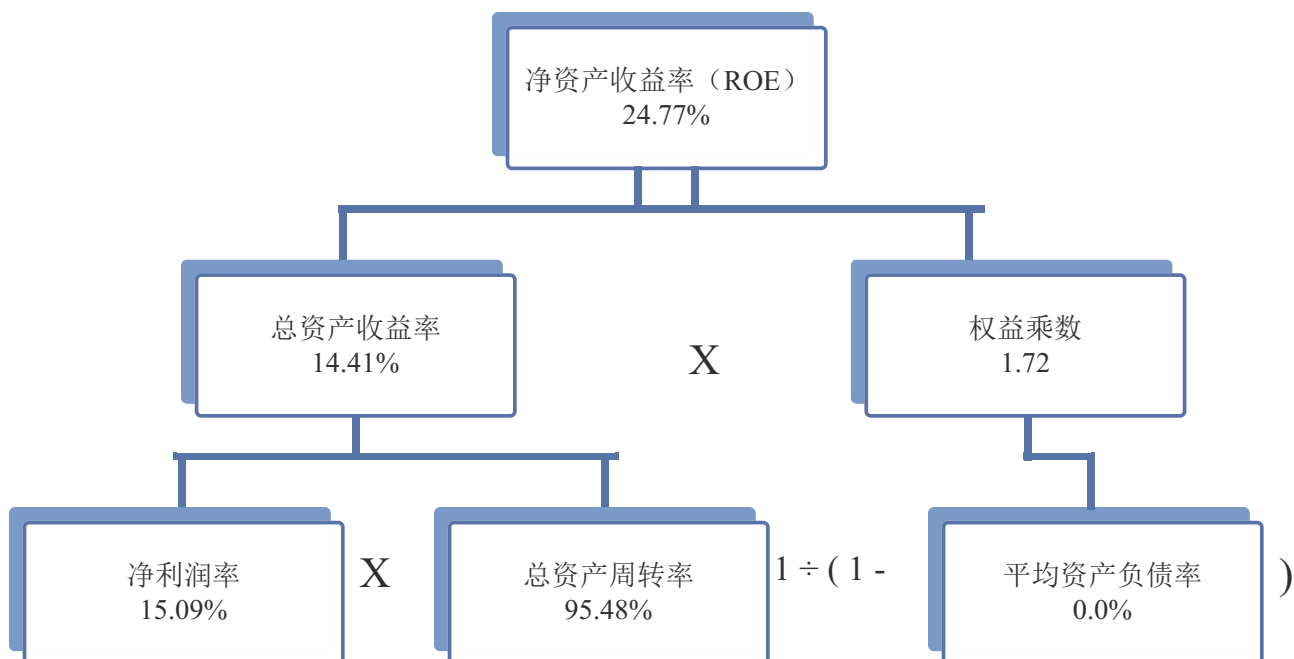 净资产收益率（ROE）
24.77%
总资产收益率
14.41%
X
权益乘数
1.72
净利润率
15.09%
X
总资产周转率
95.48%
1 ÷ ( 1 -
平均资产负债率
0.0%
)